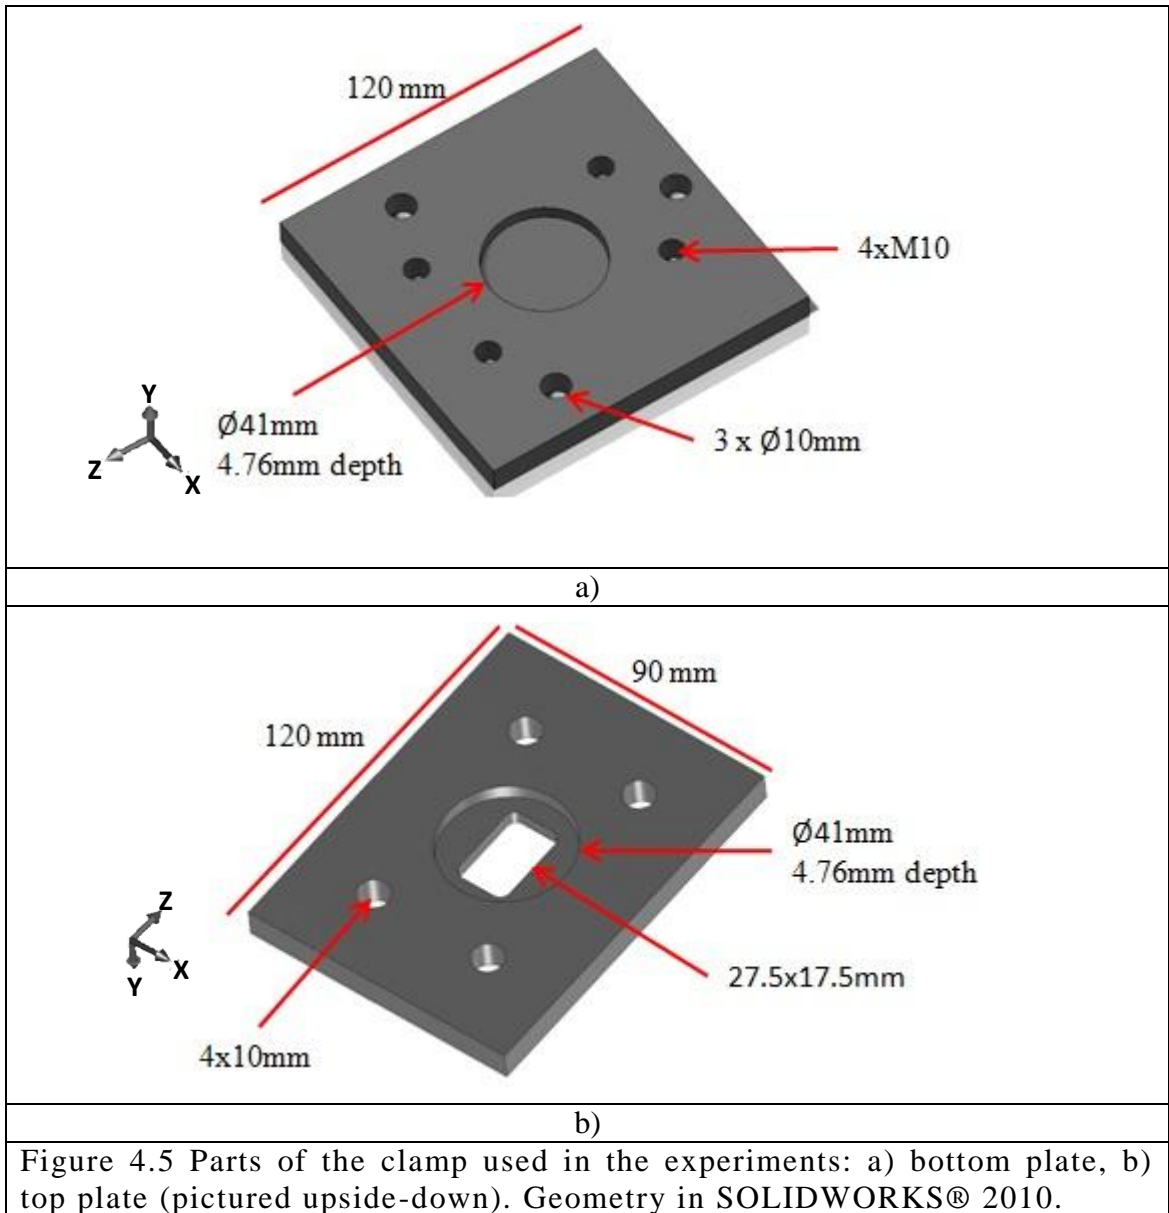 120 mm
4xM10
Y
Z
X
Ø41mm
4.76mm depth
3 x Ø10mm
a)
90 mm
120 mm
Ø41mm
4.76mm depth
Z
X
Y
27.5x17.5mm
4x10mm
b)
Figure 4.5 Parts of the clamp used in the experiments: a) bottom plate, b)
top plate (pictured upside-down). Geometry in SOLIDWORKS® 2010.